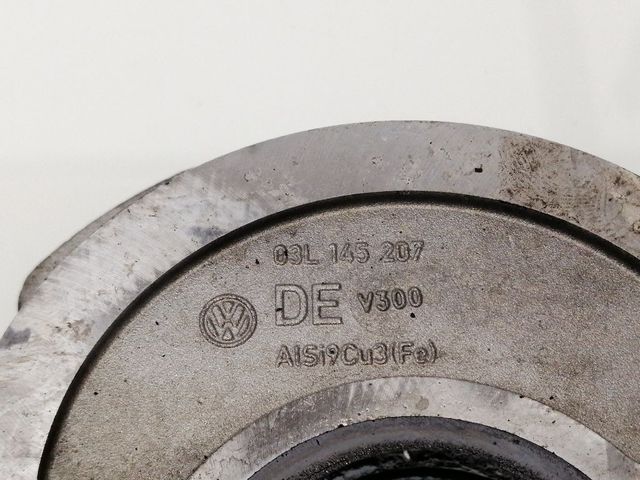 03L 145 207
DE V300
AlSi9Cu3(Fe)